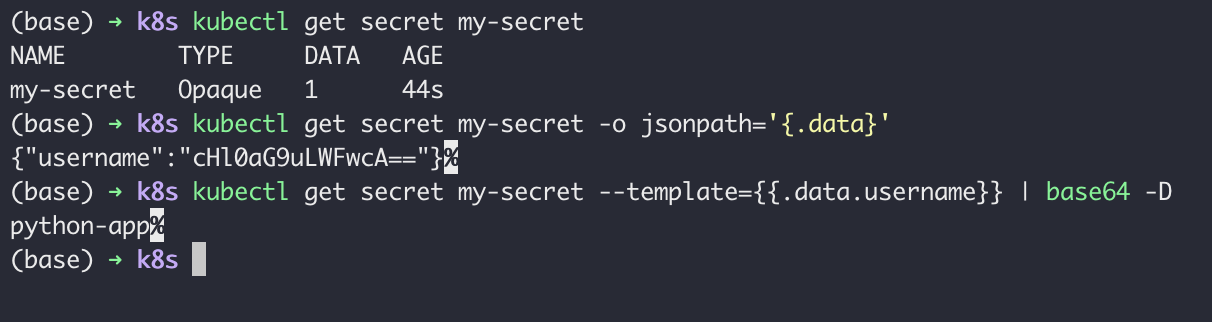 (base) → k8s kubectl get secret my-secret
NAME        TYPE     DATA   AGE
my-secret   Opaque   1      44s
(base) → k8s kubectl get secret my-secret -o jsonpath='{.data}'
{"username":"cHl0aG9uLWFwcA=="}%
(base) → k8s kubectl get secret my-secret --template={{.data.username}} | base64 -D
python-app%
(base) → k8s